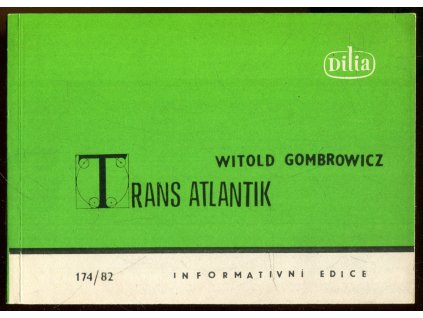 Dilia
WITOLD GOMBROWICZ
TRANS ATLANTIK
174/82 INFORMATIVNÍ EDICE